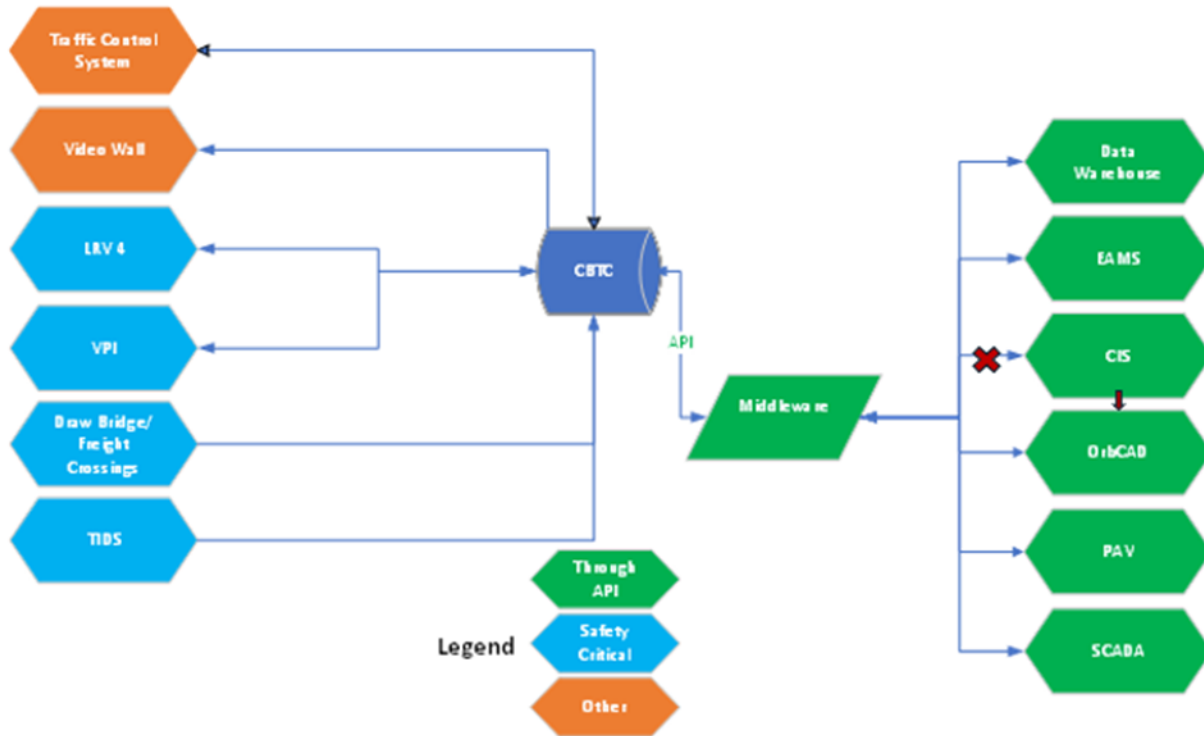 Traffic Control
System
Video Wall
LRV 4
VPI
Draw Bridge/
Freight
Crossings
TIDS
CBTC
API
Middleware
Data
Warehouse
EAMS
CIS
OrbCAD
PAV
SCADA
Legend
Through
API
Safety
Critical
Other